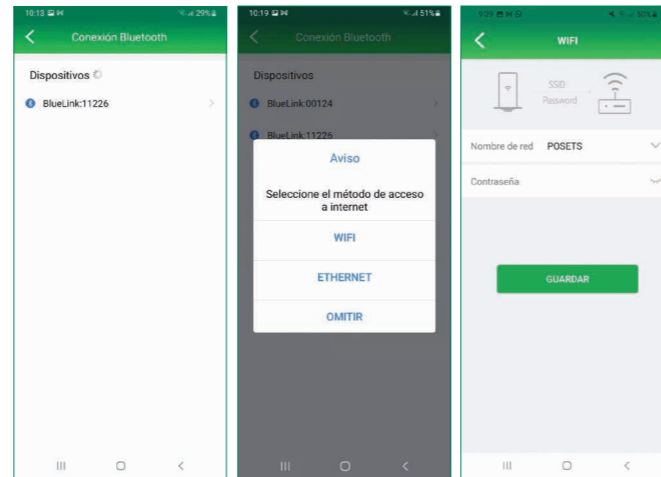 10:13
29%
Conexión Bluetooth
Dispositivos
BlueLink:11226
10:19
51%
Conexión Bluetooth
Dispositivos
BlueLink:00124
BlueLink:11226
Aviso
Seleccione el método de acceso
a internet
WIFI
ETHERNET
OMITIR
9:29
50%
WIFI
SSID
Password
Nombre de red POSETS
Contraseña
GUARDAR